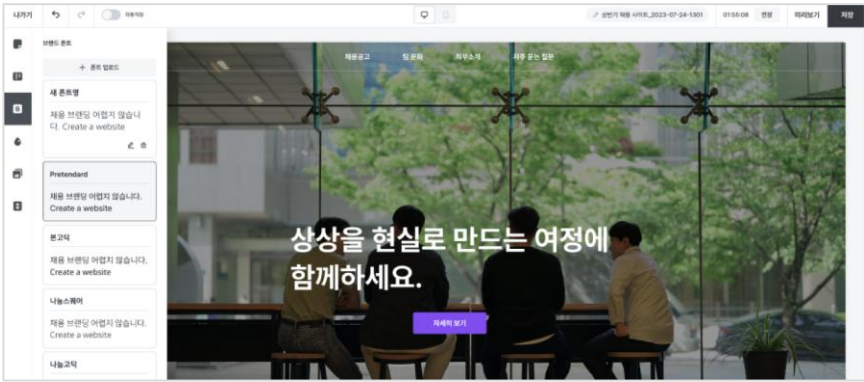 나가기
자동저장
상반기 채용 사이트_2023-07-24-1301
01:55:08
연장
미리보기
저장
브랜드 폰트
+ 폰트 업로드
새 폰트명
채용 브랜딩 어렵지 않습니
다. Create a website
Pretendard
채용 브랜딩 어렵지 않습니다.
Create a website
본고딕
채용 브랜딩 어렵지 않습니다.
Create a website
나눔스퀘어
채용 브랜딩 어렵지 않습니다.
Create a website
나눔고딕
채용공고
팀 문화
직무소개
자주 묻는 질문
상상을 현실로 만드는 여정에
함께하세요.
자세히 보기